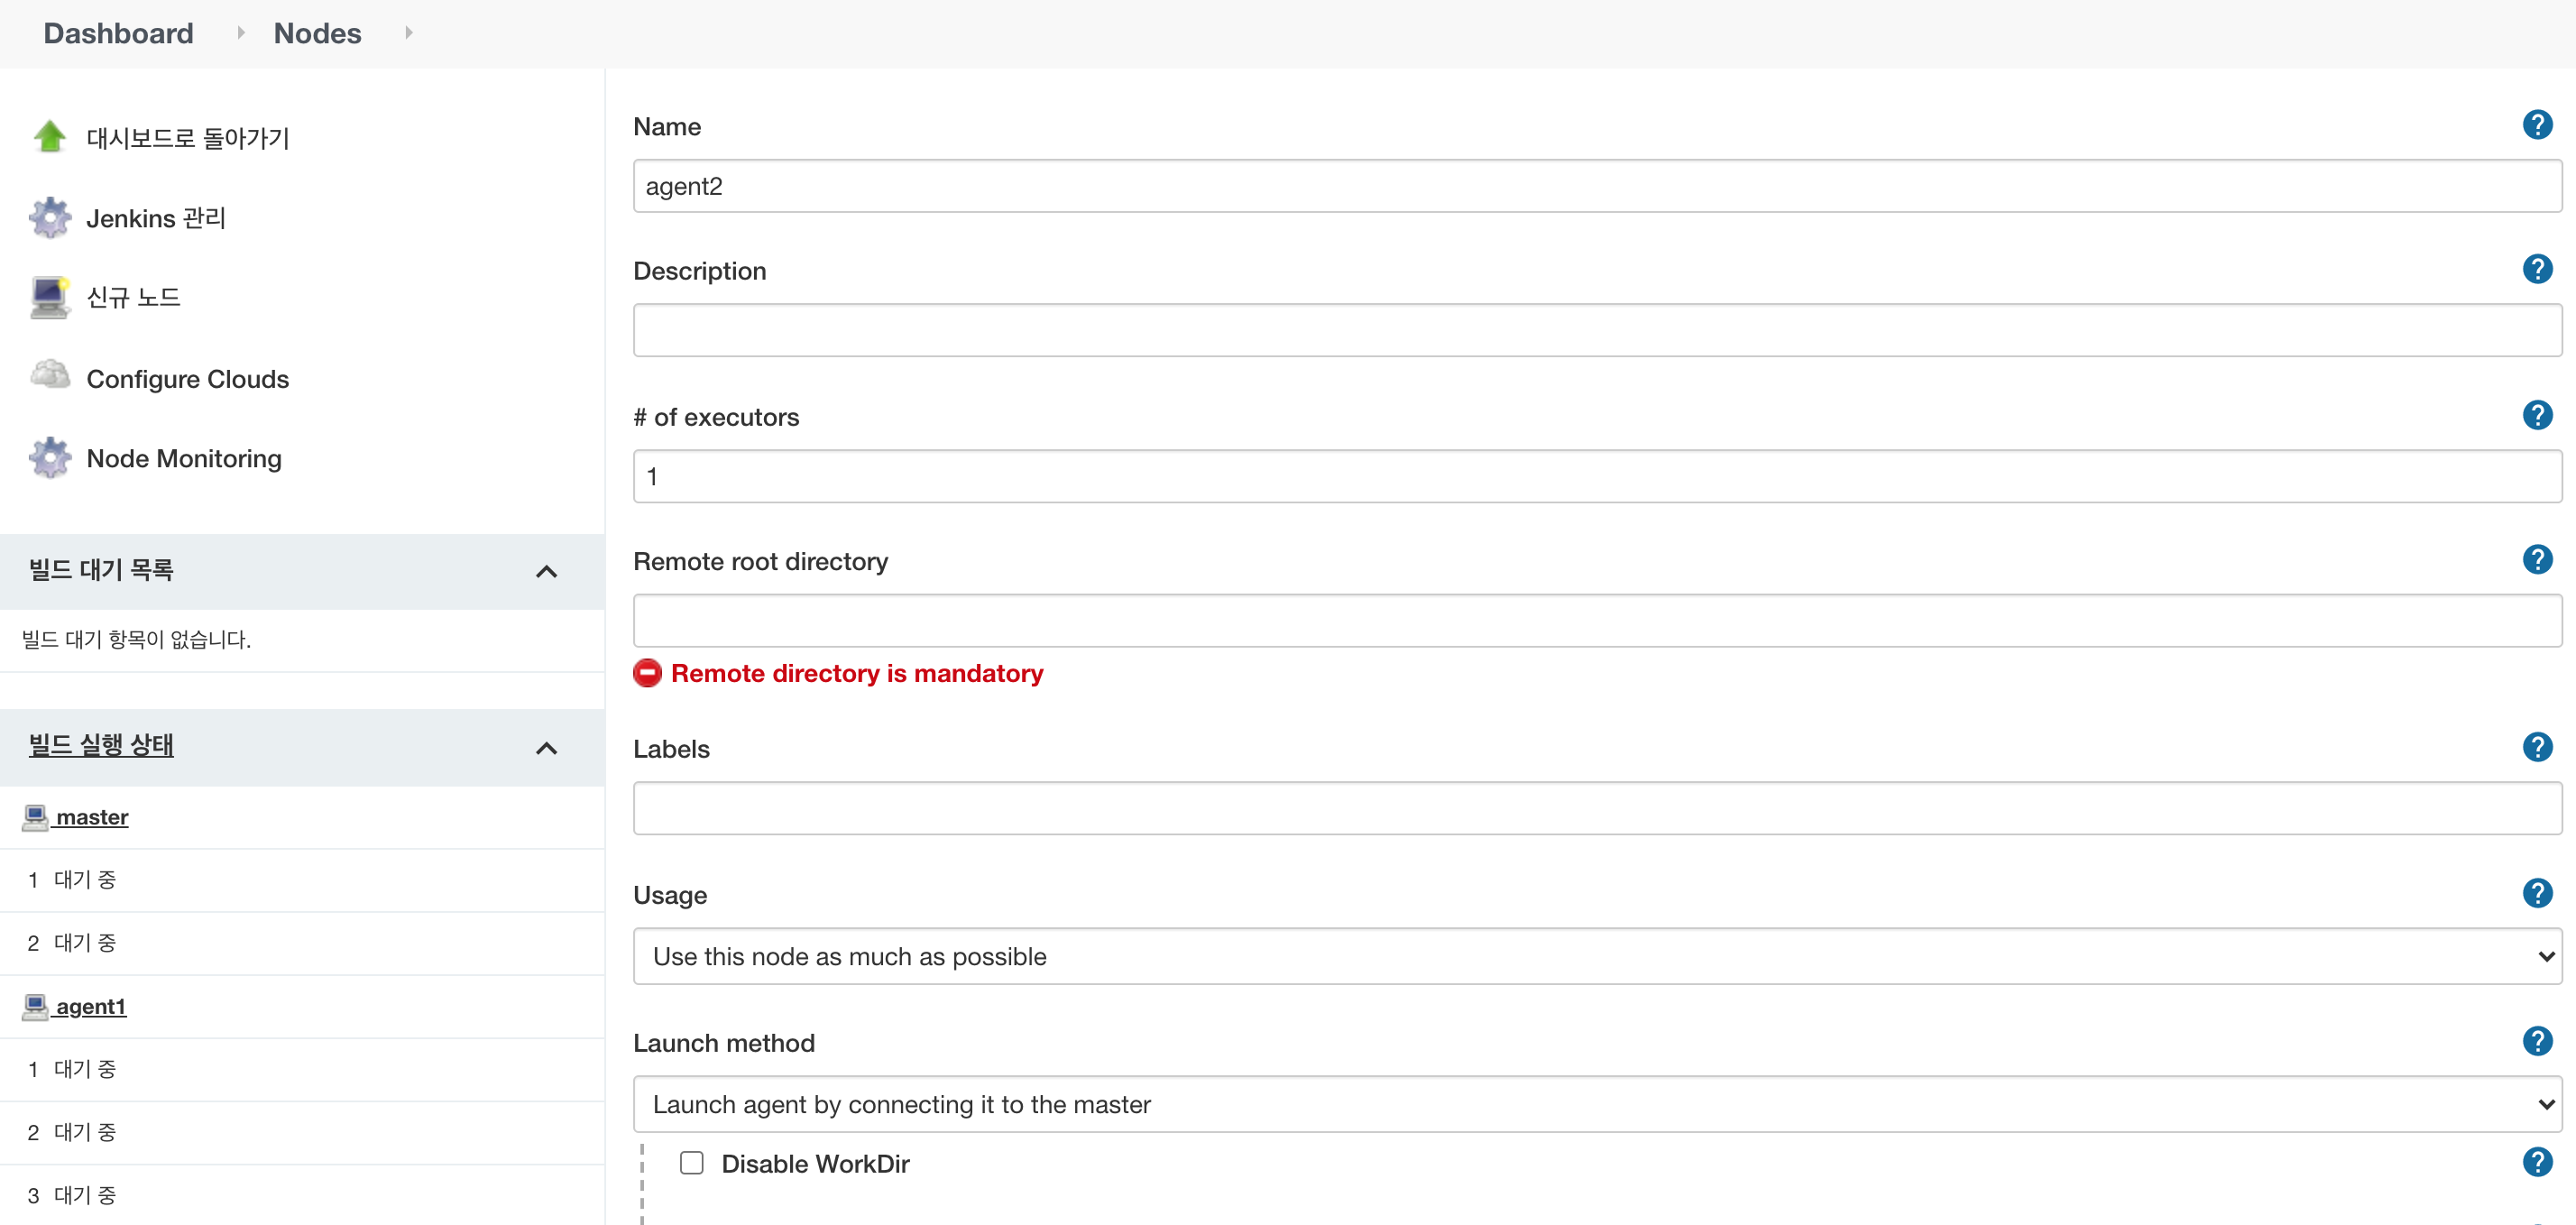 Dashboard
Nodes
대시보드로 돌아가기
Jenkins 관리
신규 노드
Configure Clouds
Node Monitoring
빌드 대기 목록
빌드 대기 항목이 없습니다.
빌드 실행 상태
master
1 대기 중
2 대기 중
agent1
1 대기 중
2 대기 중
3 대기 중
Name
?
agent2
Description
?
# of executors
?
1
Remote root directory
?
Remote directory is mandatory
Labels
?
Usage
?
Use this node as much as possible
Launch method
?
Launch agent by connecting it to the master
Disable WorkDir
?